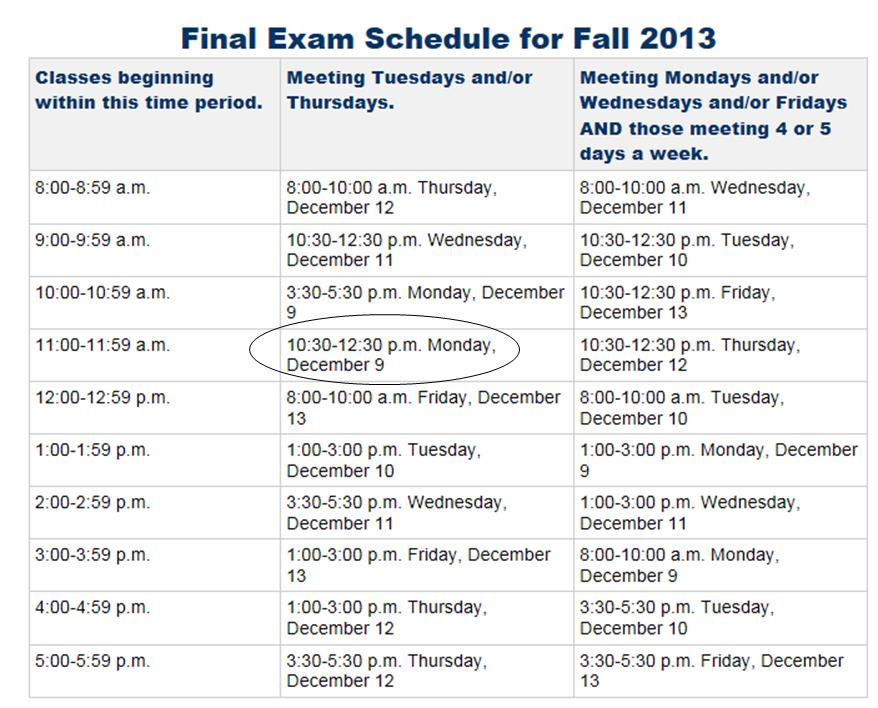 Final Exam Schedule for Fall 2013
Classes beginning
within this time period.
Meeting Tuesdays and/or
Thursdays.
Meeting Mondays and/or
Wednesdays and/or Fridays
AND those meeting 4 or 5
days a week.
8:00-8:59 a.m.
8:00-10:00 a.m. Thursday,
December 12
8:00-10:00 a.m. Wednesday,
December 11
9:00-9:59 a.m.
10:30-12:30 p.m. Wednesday,
December 11
10:30-12:30 p.m. Tuesday,
December 10
10:00-10:59 a.m.
3:30-5:30 p.m. Monday, December
9
10:30-12:30 p.m. Friday,
December 13
11:00-11:59 a.m.
10:30-12:30 p.m. Monday,
December 9
10:30-12:30 p.m. Thursday,
December 12
12:00-12:59 p.m.
8:00-10:00 a.m. Friday, December
13
8:00-10:00 a.m. Tuesday,
December 10
1:00-1:59 p.m.
1:00-3:00 p.m. Tuesday,
December 10
1:00-3:00 p.m. Monday, December
9
2:00-2:59 p.m.
3:30-5:30 p.m. Wednesday,
December 11
1:00-3:00 p.m. Wednesday,
December 11
3:00-3:59 p.m.
1:00-3:00 p.m. Friday, December
13
8:00-10:00 a.m. Monday,
December 9
4:00-4:59 p.m.
1:00-3:00 p.m. Thursday,
December 12
3:30-5:30 p.m. Tuesday,
December 10
5:00-5:59 p.m.
3:30-5:30 p.m. Thursday,
December 12
3:30-5:30 p.m. Friday, December
13